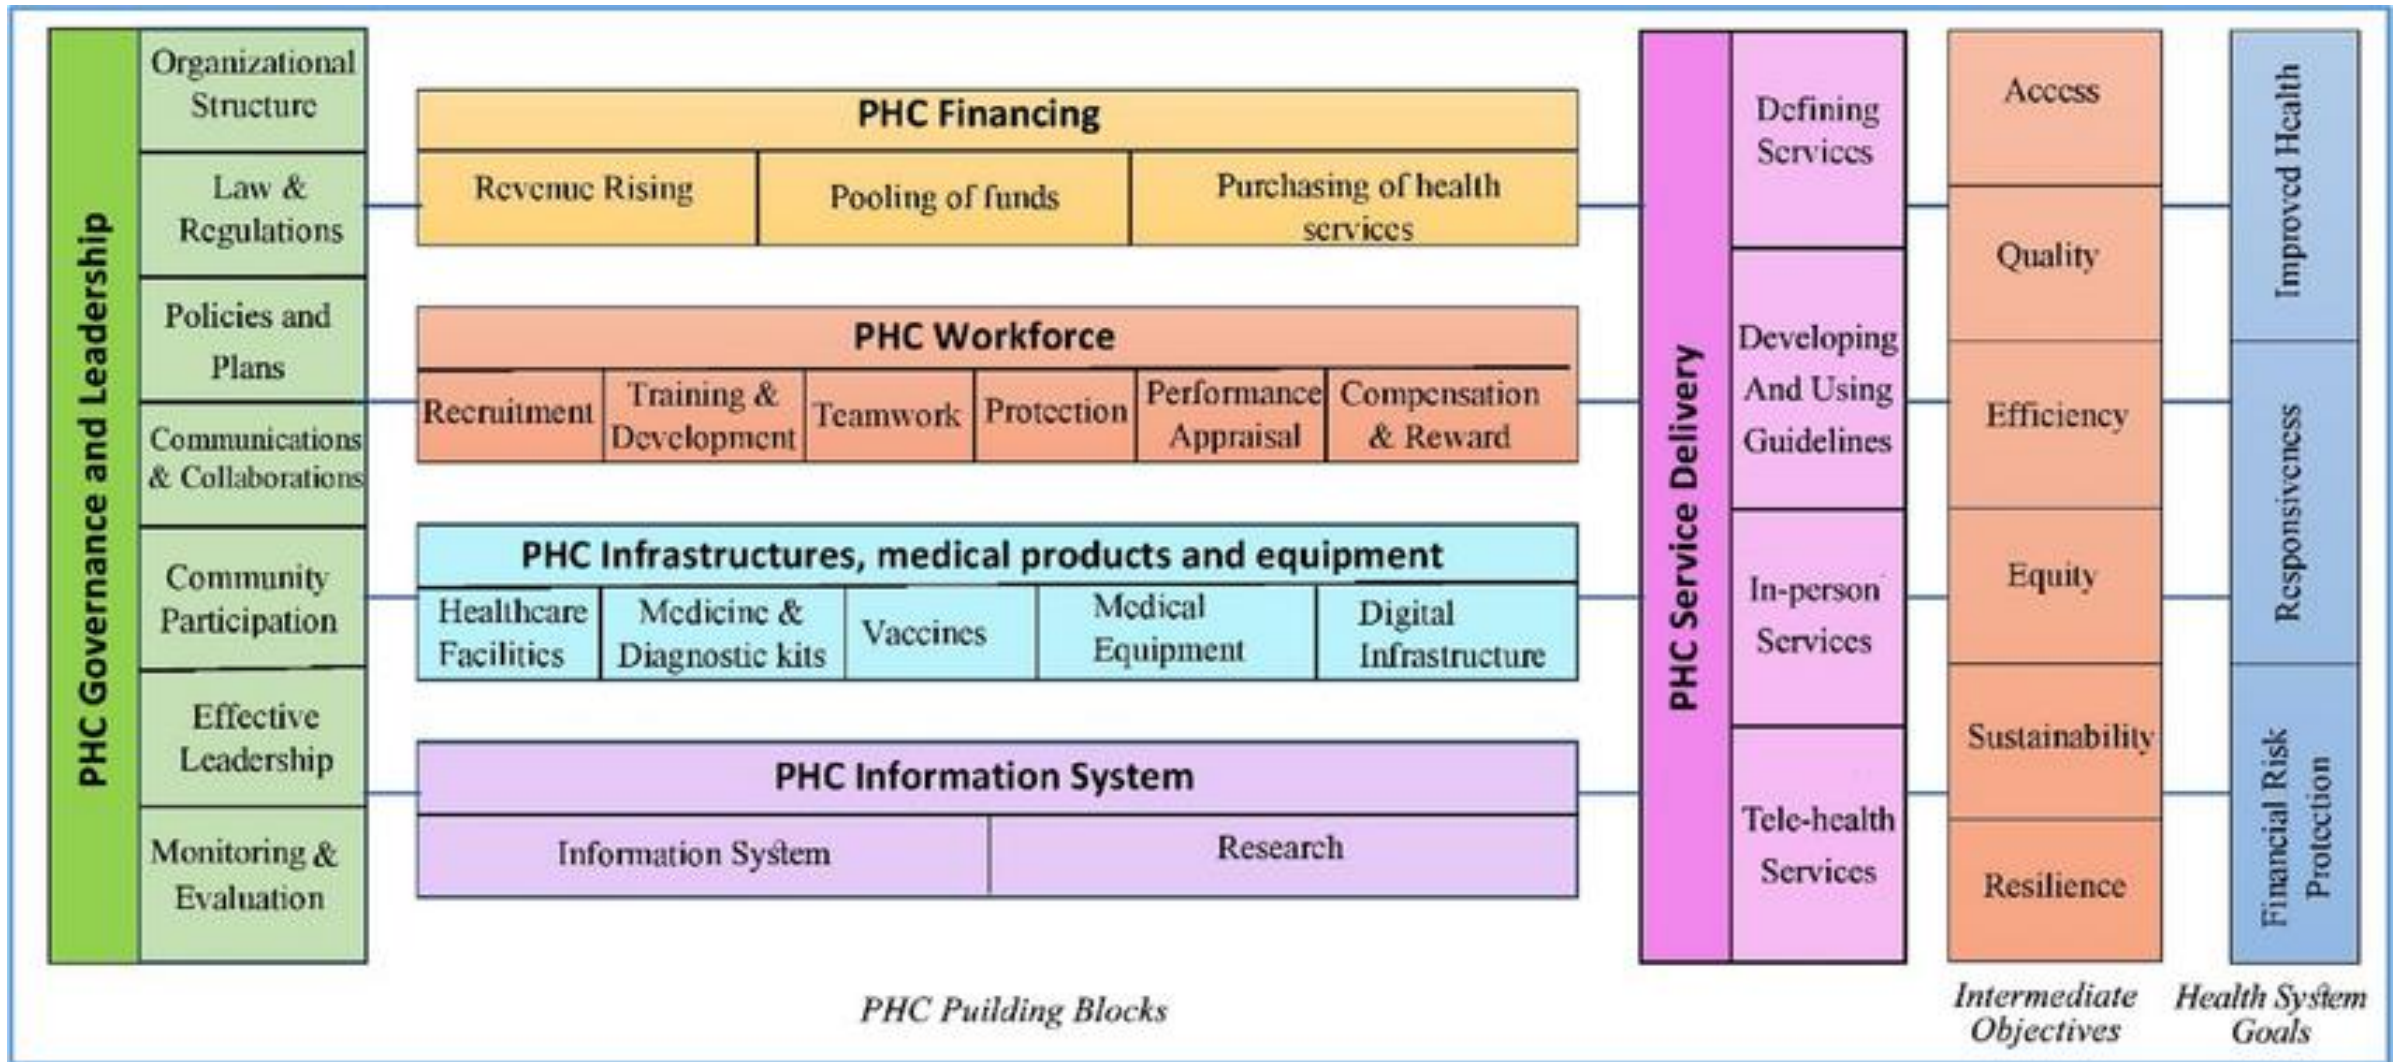 PHC Governance and Leadership
Organizational
Structure
Law &
Regulations
Policies and
Plans
Communications
& Collaborations
Community
Participation
Effective
Leadership
Monitoring &
Evaluation
PHC Financing
Revenue Rising
Pooling of funds
Purchasing of health
services
PHC Workforce
Recruitment
Training &
Development
Teamwork
Protection
Performance
Appraisal
Compensation
& Reward
PHC Infrastructures, medical products and equipment
Healthcare
Facilities
Medicine &
Diagnostic kits
Vaccines
Medical
Equipment
Digital
Infrastructure
PHC Information System
Information System
Research
PHC Service Delivery
Defining
Services
Developing
And Using
Guidelines
In-person
Services
Tele-health
Services
Access
Quality
Efficiency
Equity
Sustainability
Resilience
Improved Health
Responsiveness
Financial Risk
Protection
PHC Puilding Blocks
Intermediate
Objectives
Health System
Goals